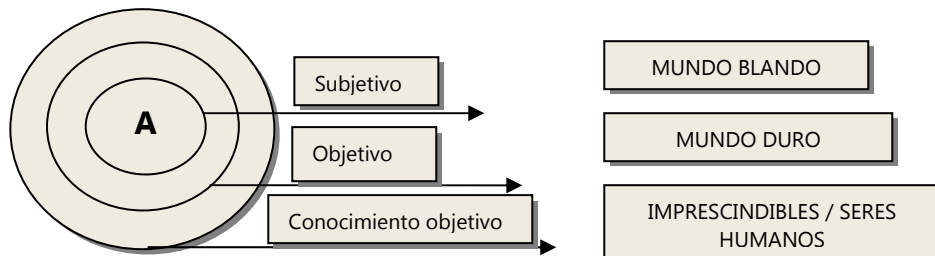 A
Subjetivo
MUNDO BLANDO
Objetivo
MUNDO DURO
Conocimiento objetivo
IMPRESCINDIBLES / SERES
HUMANOS